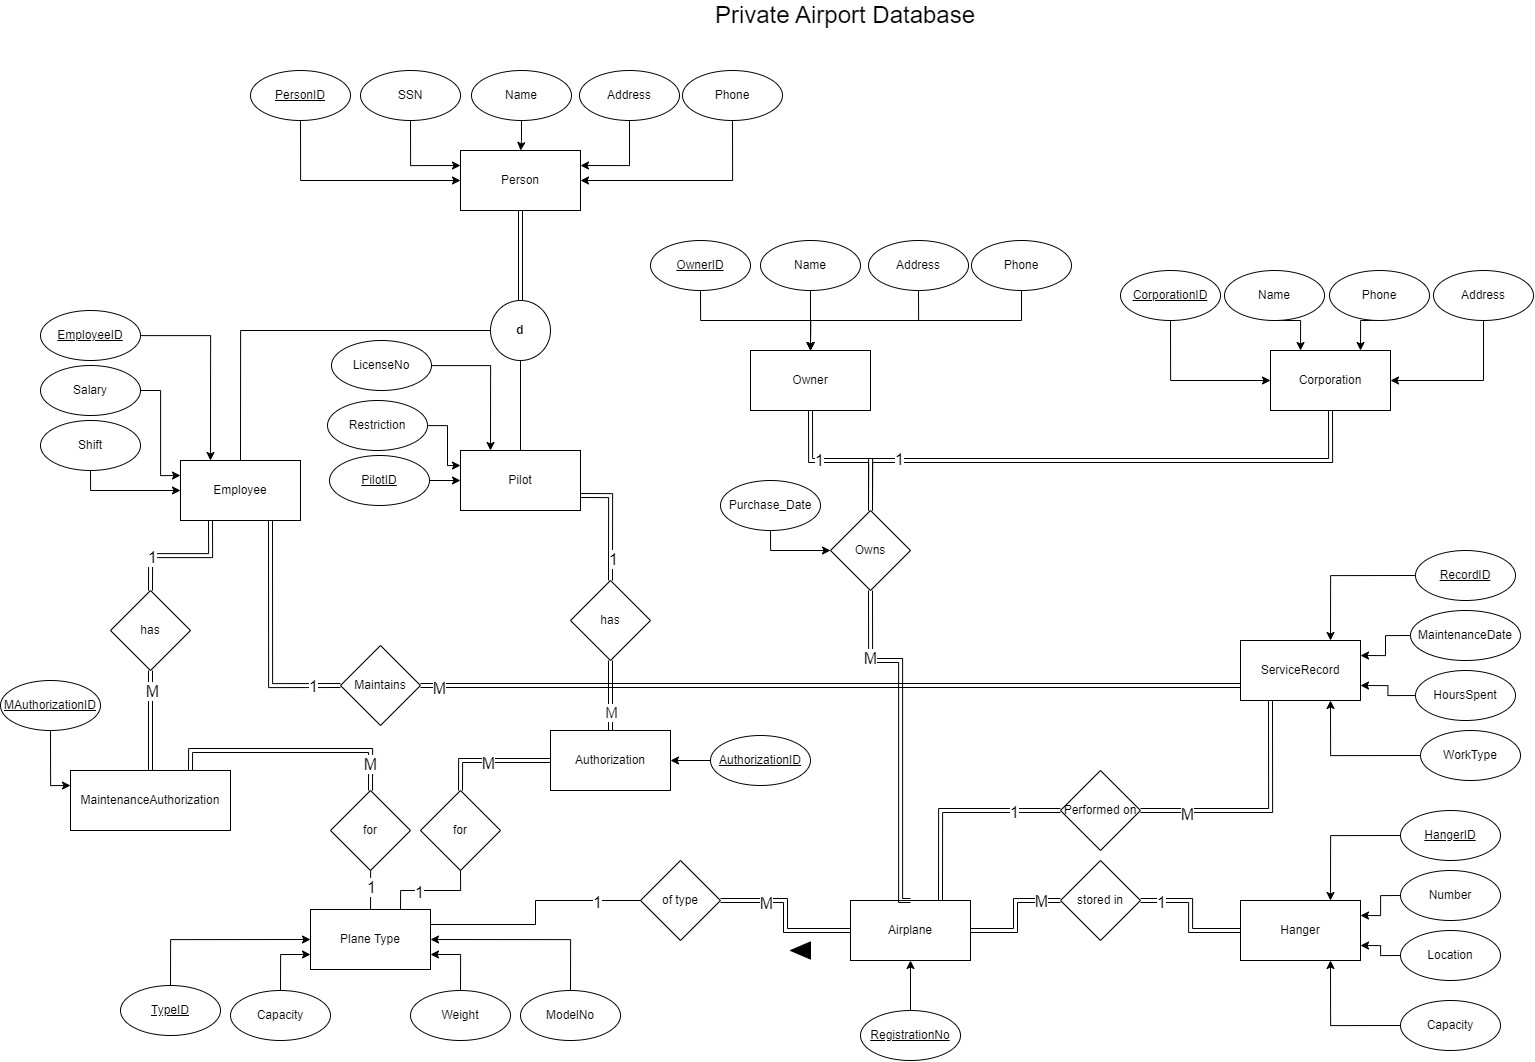 Private Airport Database
PersonID
SSN
Name
Address
Phone
Person
OwnerID
Name
Address
Phone
CorporationID
Name
Phone
Address
EmployeeID
d
LicenseNo
Owner
Corporation
Salary
Restriction
Shift
1
1
Employee
PilotID
Pilot
Purchase_Date
Owns
1
1
RecordID
has
has
MaintenanceDate
M
ServiceRecord
1
Maintains
M
M
HoursSpent
MAuthorizationID
M
WorkType
M
M
Authorization
AuthorizationID
MaintenanceAuthorization
1
Performed on
M
for
for
HangerID
1
1
Number
1
of type
M
M
stored in
1
Plane Type
Airplane
Hanger
Location
TypeID
Capacity
Weight
ModelNo
RegistrationNo
Capacity